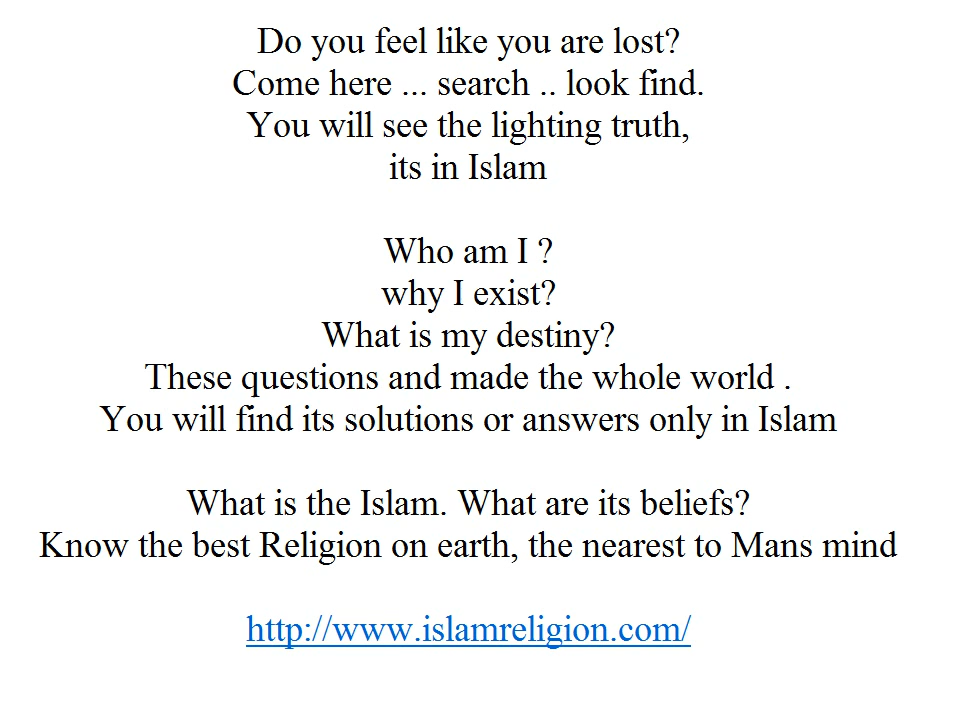 Do you feel like you are lost?
Come here ... search .. look find.
You will see the lighting truth,
its in Islam
Who am I ?
why I exist?
What is my destiny?
These questions and made the whole world .
You will find its solutions or answers only in Islam
What is the Islam. What are its beliefs?
Know the best Religion on earth, the nearest to Mans mind
http://www.islamreligion.com/